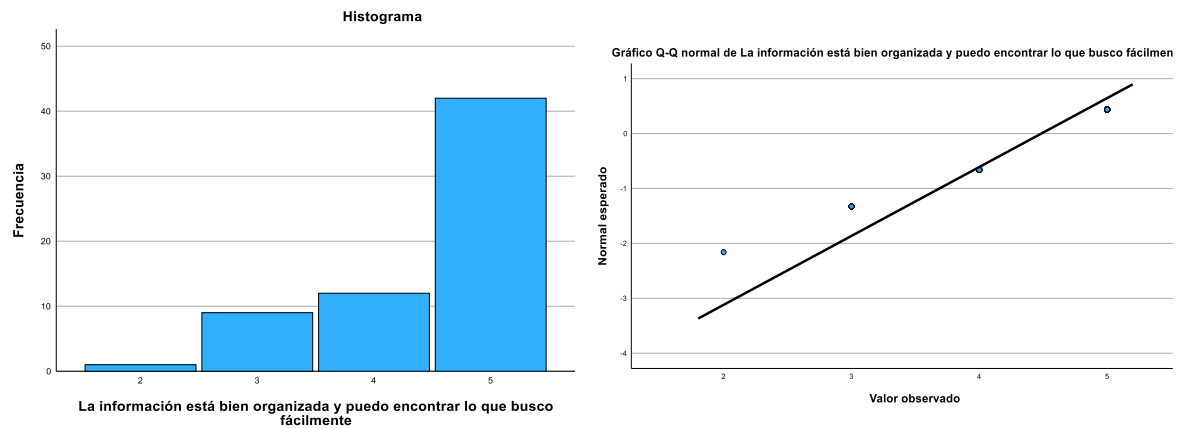 Histograma
50
40
30
20
10
0
Frecuencia
2 3 4 5
La información está bien organizada y puedo encontrar lo que busco
fácilmente
Gráfico Q-Q normal de La información está bien organizada y puedo encontrar lo que busco fácilmen
1
0
-1
-2
-3
-4
Normal esperado
2 3 4 5
Valor observado